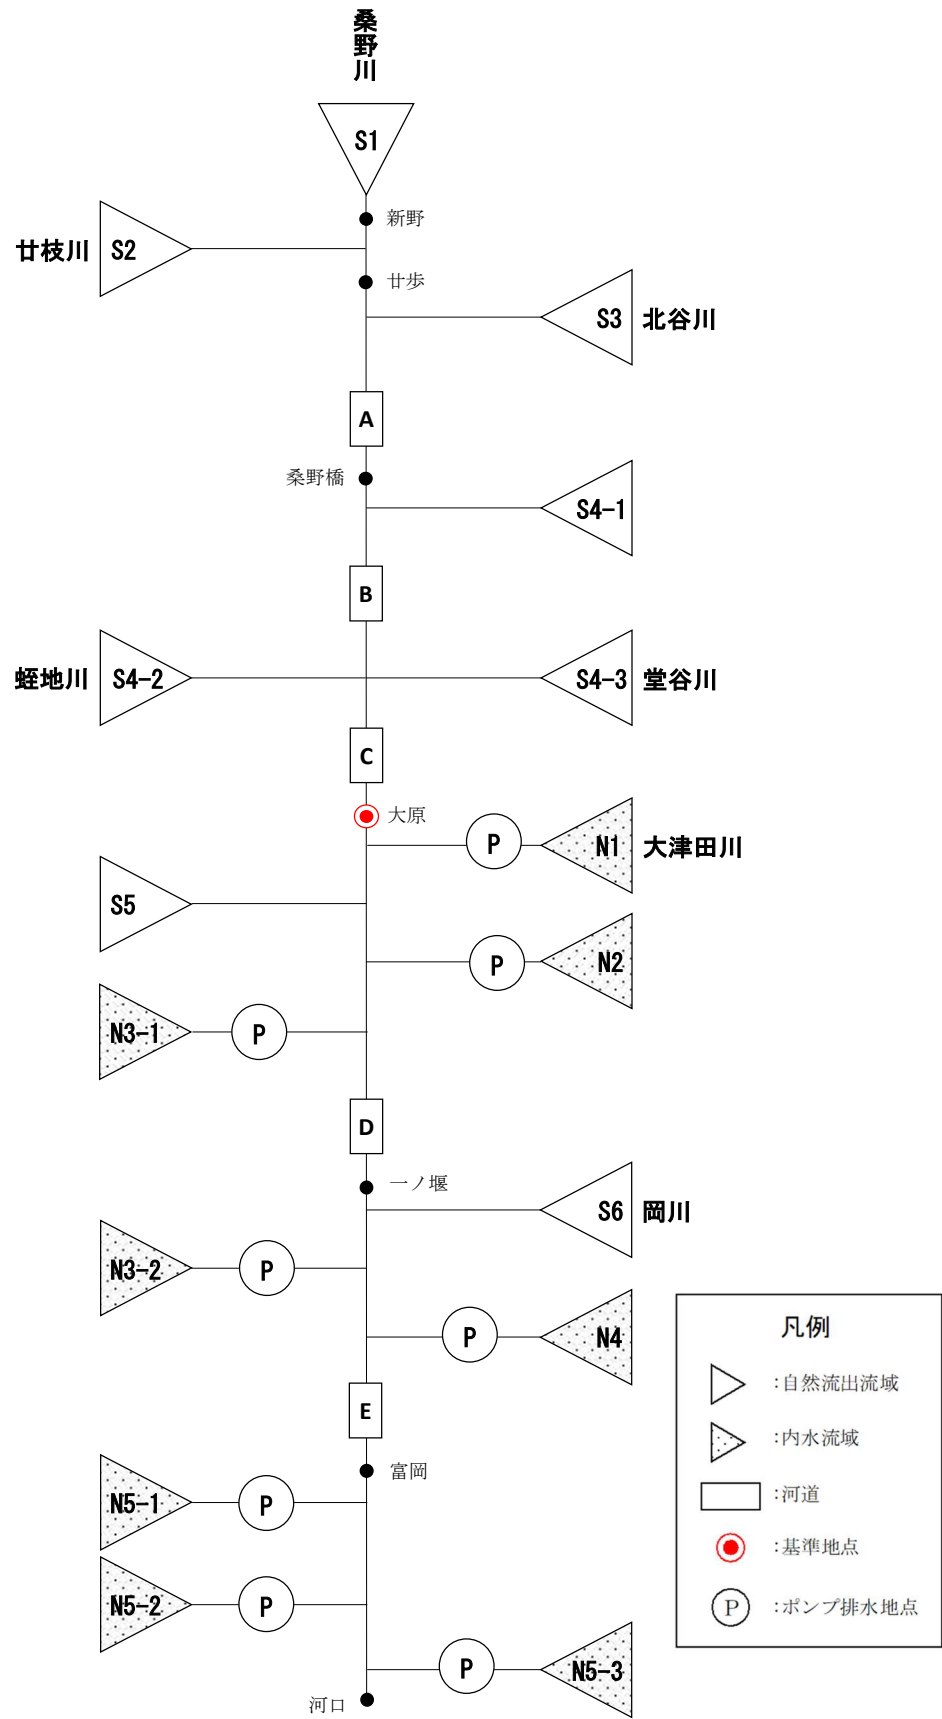 桑野川
S1
新野
廿枝川
S2
廿歩
S3
北谷川
A
桑野橋
S4-1
B
蛭地川
S4-2
S4-3
堂谷川
C
大原
P
N1
大津田川
S5
P
N2
N3-1
P
D
一ノ堰
S6
岡川
N3-2
P
P
N4
E
富岡
N5-1
P
N5-2
P
P
N5-3
河口
凡例
:自然流出流域
:内水流域
:河道
:基準地点
P
:ポンプ排水地点